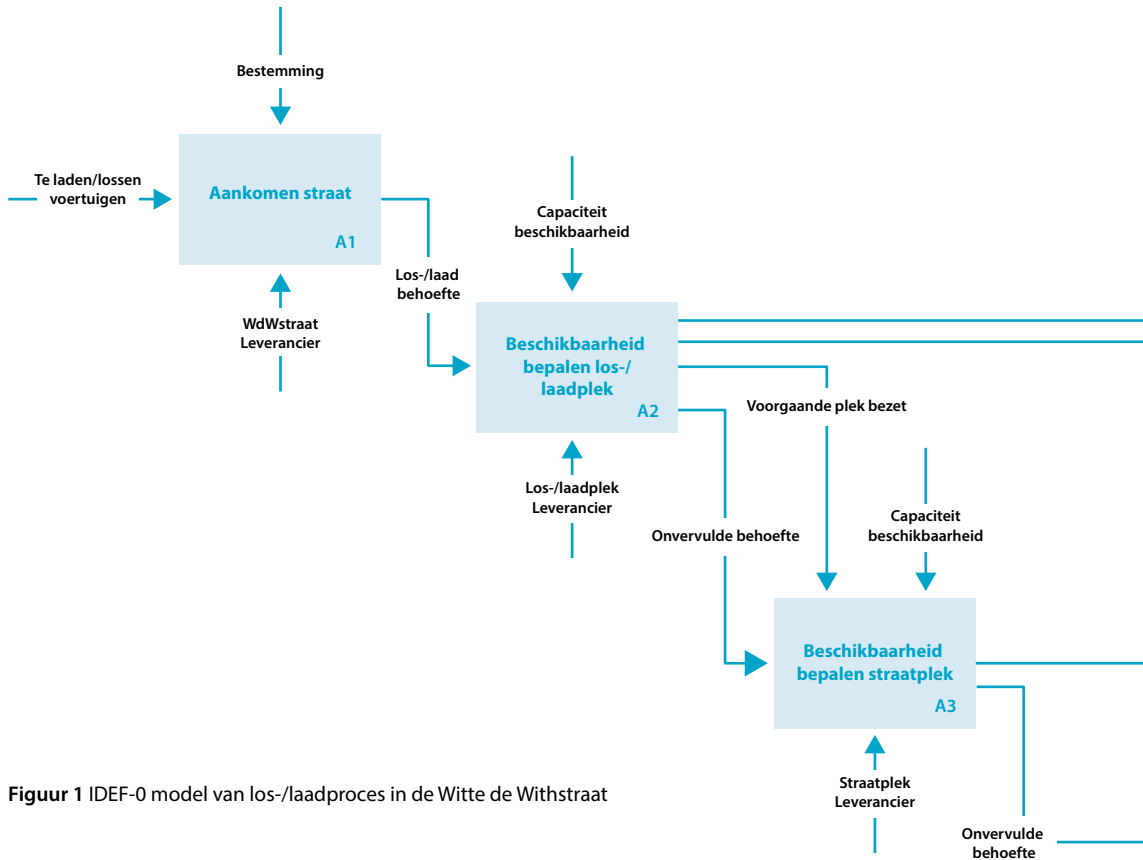 Bestemming
Te laden/lossen
voertuigen
Aankomen straat
A1
WdWstraat
Leverancier
Los-/laad
behoefte
Capaciteit
beschikbaarheid
Beschikbaarheid
bepalen los-/
laadplek
A2
Los-/laadplek
Leverancier
Voorgaande plek bezet
Onvervulde behoefte
Capaciteit
beschikbaarheid
Beschikbaarheid
bepalen straatplek
A3
Straatplek
Leverancier
Onvervulde
behoefte
Figuur 1 IDEF-0 model van los-/laadproces in de Witte de Withstraat